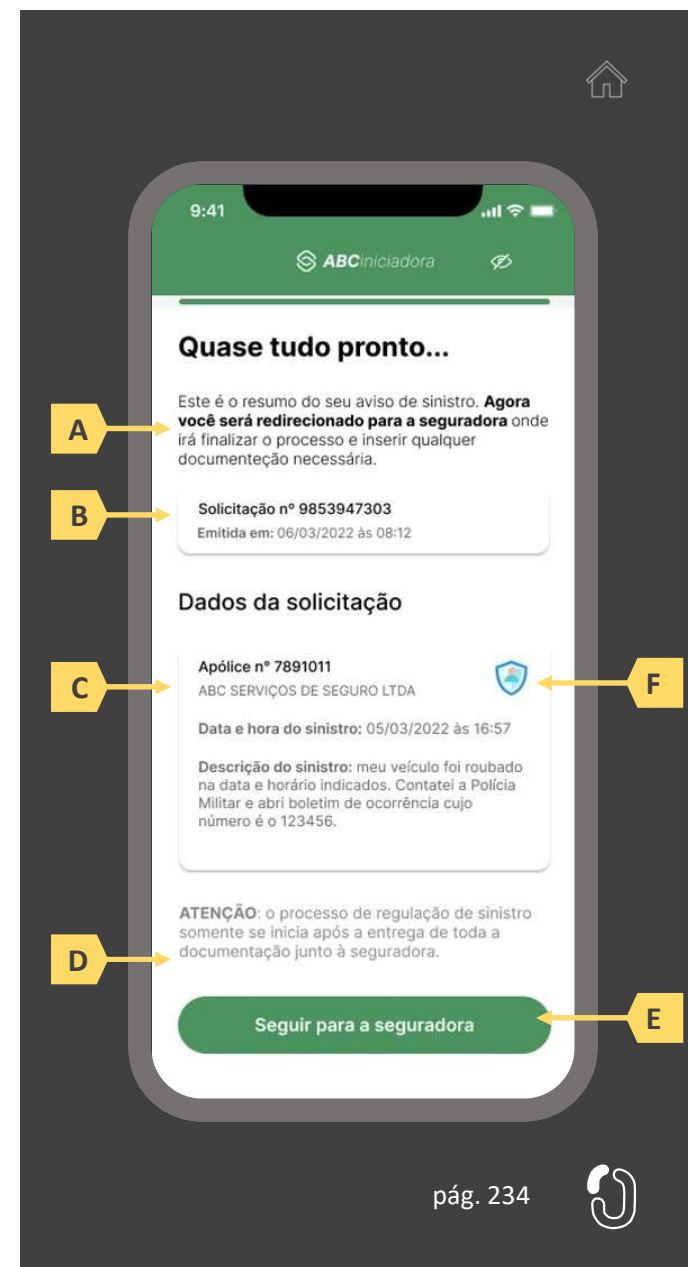 9:41
ABCIniciadora
Quase tudo pronto...
Este é o resumo do seu aviso de sinistro. Agora
você será redirecionado para a seguradora onde
irá finalizar o processo e inserir qualquer
documenteção necessária.
A
Solicitação nº 9853947303
B
Emitida em: 06/03/2022 às 08:12
Dados da solicitação
Apólice nº 7891011
C
F
ABC SERVIÇOS DE SEGURO LTDA
Data e hora do sinistro: 05/03/2022 às 16:57
Descrição do sinistro: meu veículo foi roubado
na data e horário indicados. Contatei a Polícia
Militar e abri boletim de ocorrência cujo
número é o 123456.
ATENÇÃO: o processo de regulação de sinistro
somente se inicia após a entrega de toda a
documentação junto à seguradora.
D
Seguir para a seguradora
E
pág. 234